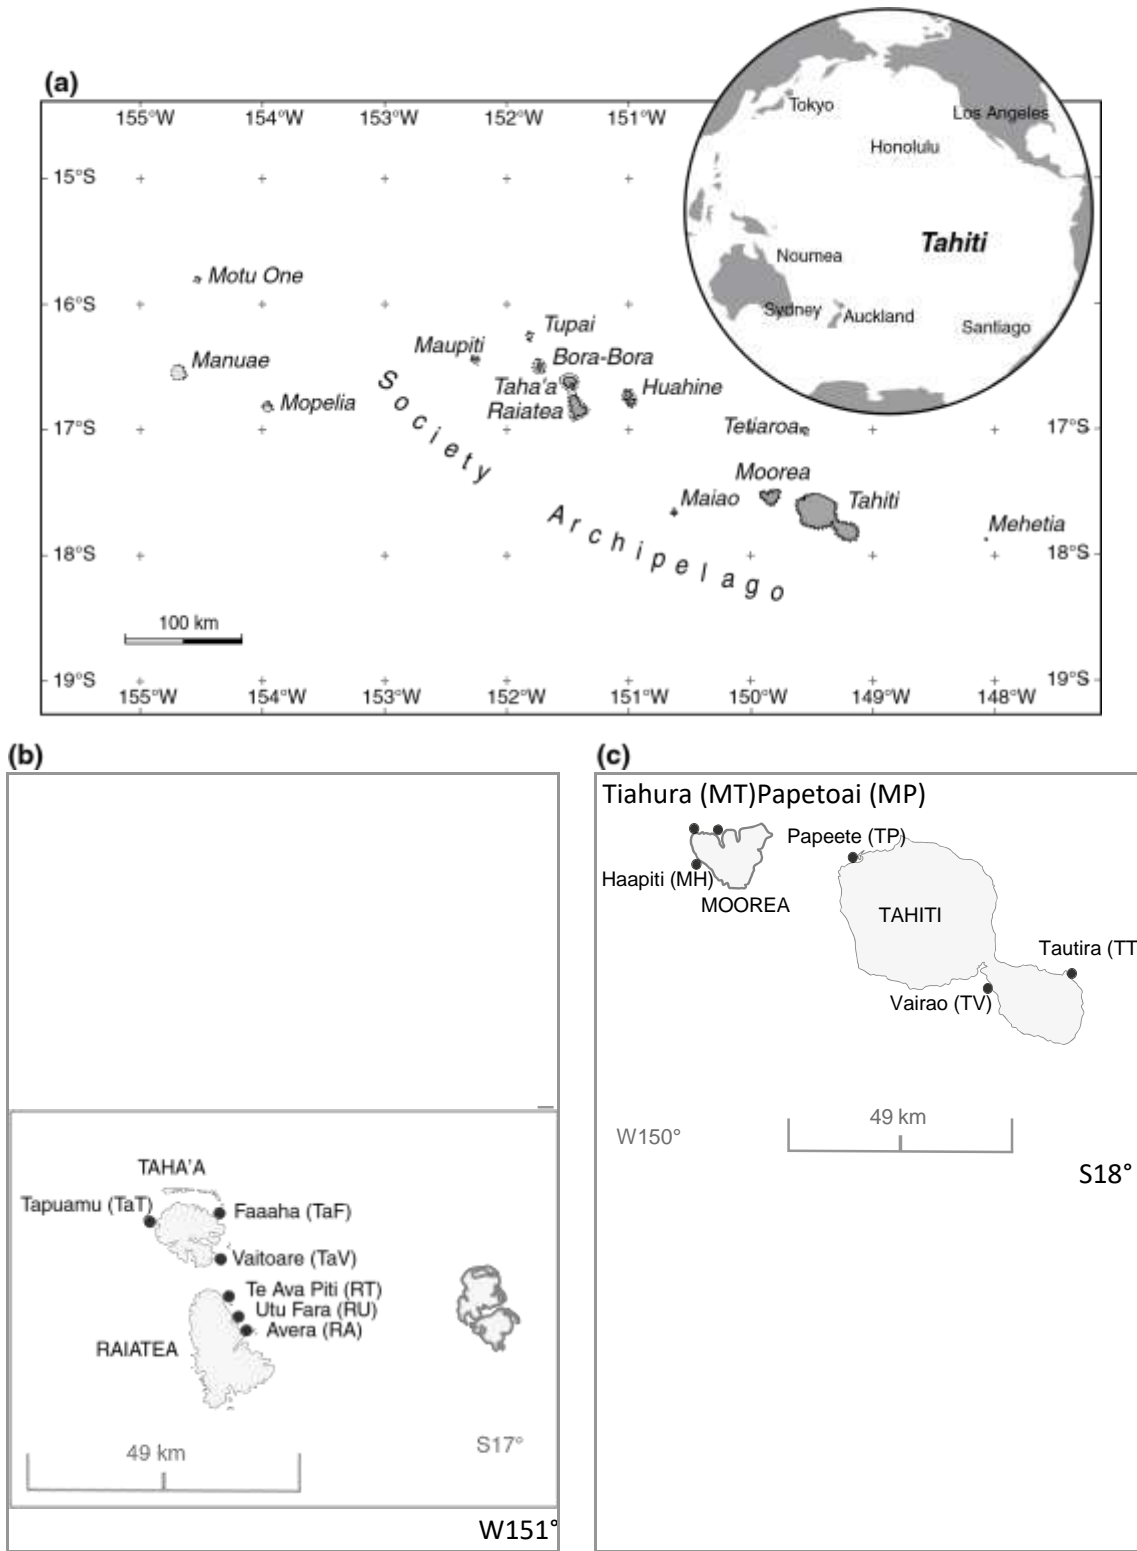 (a)
155°W 154°W 153°W 152°W 151°W
Tokyo
Los Angeles
Honolulu
Tahiti
Noumea
Sydney
Auckland
Santiago
15°S
16°S
Motu One
Manuae
Mopelia
Maupiti
Tupai
Bora-Bora
Taha'a
Raiatea
Huahine
17°S 17°S
Tetiaroa
Moorea
Maiao
Tahiti
Mehetia
Society Archipelago
18°S 18°S
100 km
19°S 19°S
155°W 154°W 153°W 152°W 151°W 150°W 149°W 148°W
(b)
TAHA'A
Tapuamu (TaT)
Faaaha (TaF)
Vaitoare (TaV)
Te Ava Piti (RT)
Utu Fara (RU)
Avera (RA)
RAIATEA
49 km
S17°
W151°
(c)
Tiahura (MT)Papetoai (MP)
Papeete (TP)
Haapiti (MH)
MOOREA
TAHITI
Tautira (TT
Vairao (TV)
49 km
W150°
S18°